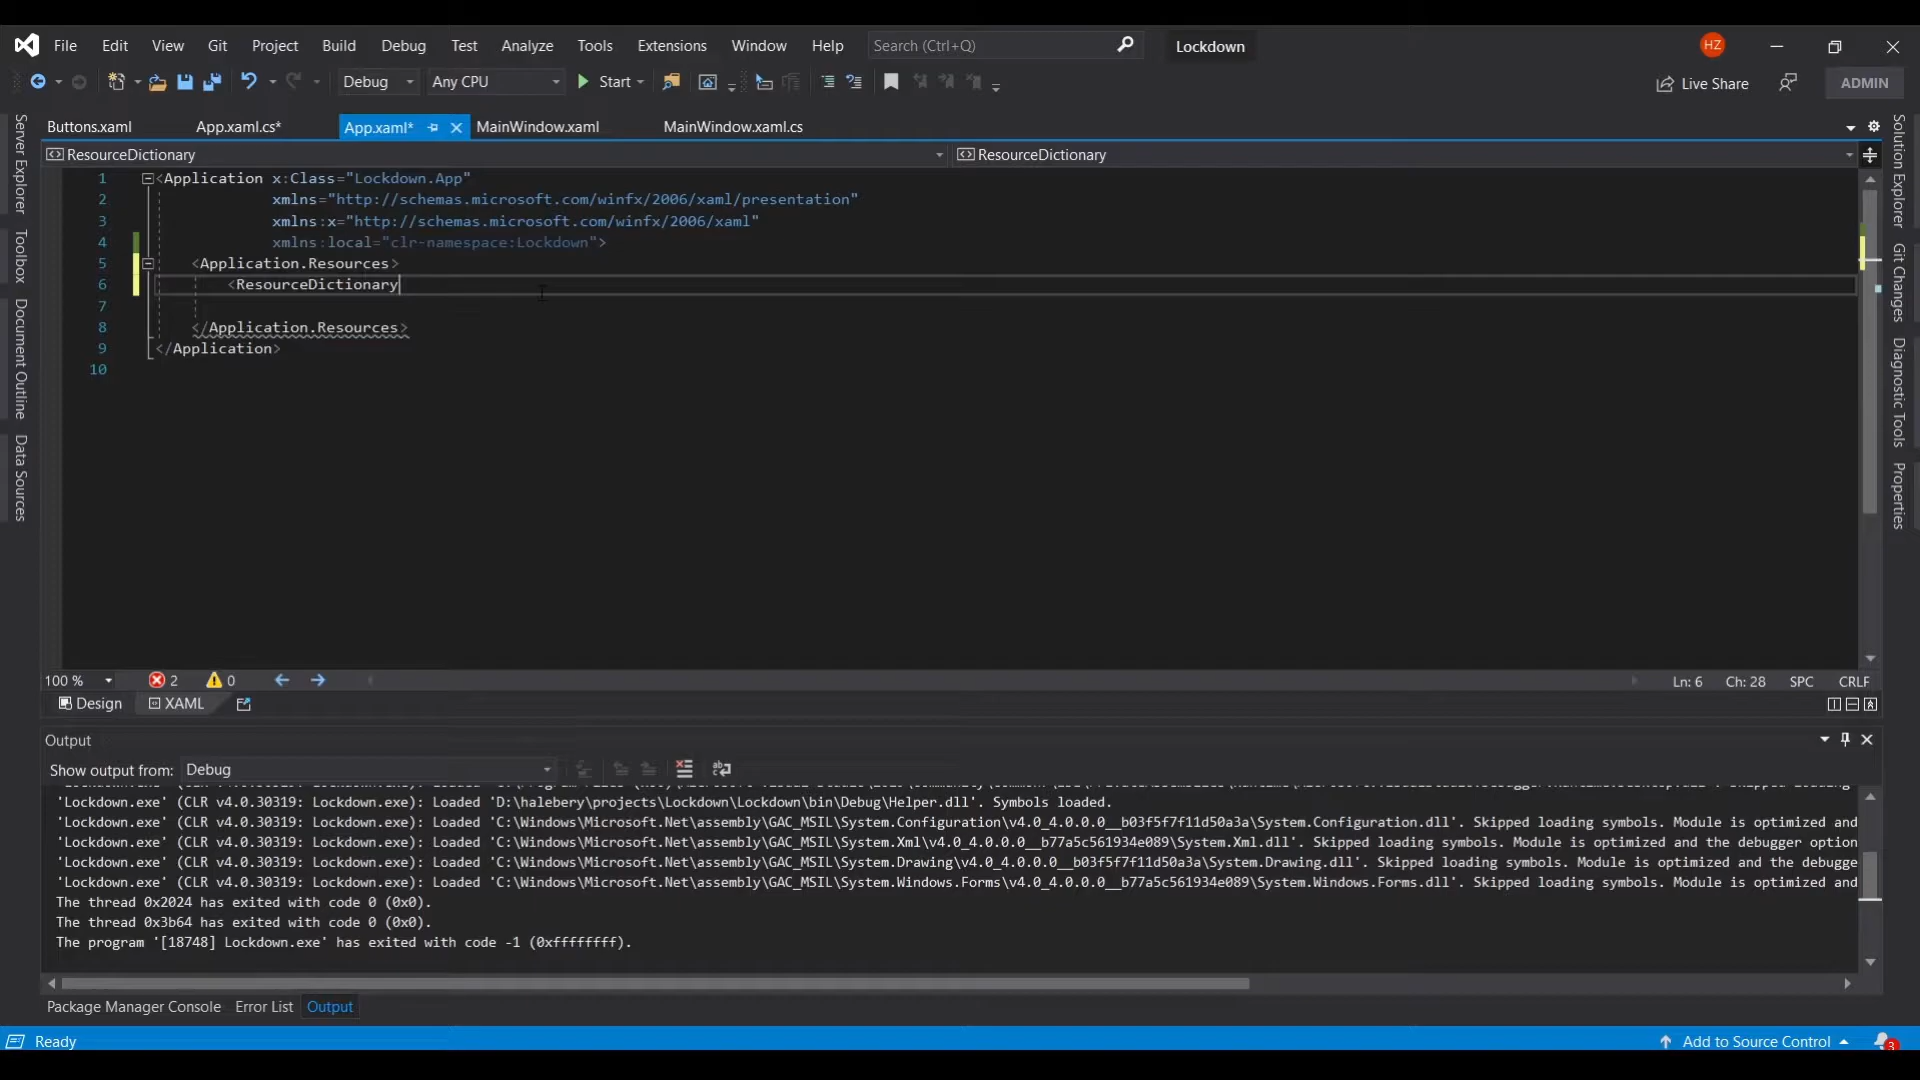 File Edit View Git Project Build Debug Test Analyze Tools Extensions Window Help Search (Ctrl+Q) Lockdown HZ
Debug Any CPU Start Live Share ADMIN
Buttons.xaml App.xaml.cs* App.xaml* MainWindow.xaml MainWindow.xaml.cs
ResourceDictionary ResourceDictionary
Server Explorer
Toolbox
Document Outline
Data Sources
1 <Application x:Class="Lockdown.App"
2 xmlns="http://schemas.microsoft.com/winfx/2006/xaml/presentation"
3 xmlns:x="http://schemas.microsoft.com/winfx/2006/xaml"
4 xmlns:local="clr-namespace:Lockdown">
5 <Application.Resources>
6 <ResourceDictionary
7
8 </Application.Resources>
9 </Application>
10
Solution Explorer
Git Changes
Diagnostic Tools
Properties
100 % 2 0 Ln: 6 Ch: 28 SPC CRLF
Design XAML
Output
Show output from: Debug
'Lockdown.exe' (CLR v4.0.30319: Lockdown.exe): Loaded 'D:\halebery\projects\Lockdown\Lockdown\bin\Debug\Helper.dll'. Symbols loaded.
'Lockdown.exe' (CLR v4.0.30319: Lockdown.exe): Loaded 'C:\Windows\Microsoft.Net\assembly\GAC_MSIL\System.Configuration\v4.0_4.0.0.0__b03f5f7f11d50a3a\System.Configuration.dll'. Skipped loading symbols. Module is optimized and
'Lockdown.exe' (CLR v4.0.30319: Lockdown.exe): Loaded 'C:\Windows\Microsoft.Net\assembly\GAC_MSIL\System.Xml\v4.0_4.0.0.0__b77a5c561934e089\System.Xml.dll'. Skipped loading symbols. Module is optimized and the debugger option
'Lockdown.exe' (CLR v4.0.30319: Lockdown.exe): Loaded 'C:\Windows\Microsoft.Net\assembly\GAC_MSIL\System.Drawing\v4.0_4.0.0.0__b03f5f7f11d50a3a\System.Drawing.dll'. Skipped loading symbols. Module is optimized and the debugge
'Lockdown.exe' (CLR v4.0.30319: Lockdown.exe): Loaded 'C:\Windows\Microsoft.Net\assembly\GAC_MSIL\System.Windows.Forms\v4.0_4.0.0.0__b77a5c561934e089\System.Windows.Forms.dll'. Skipped loading symbols. Module is optimized and
The thread 0x2024 has exited with code 0 (0x0).
The thread 0x3b64 has exited with code 0 (0x0).
The program '[18748] Lockdown.exe' has exited with code -1 (0xffffffff).
Package Manager Console Error List Output
Ready Add to Source Control 3